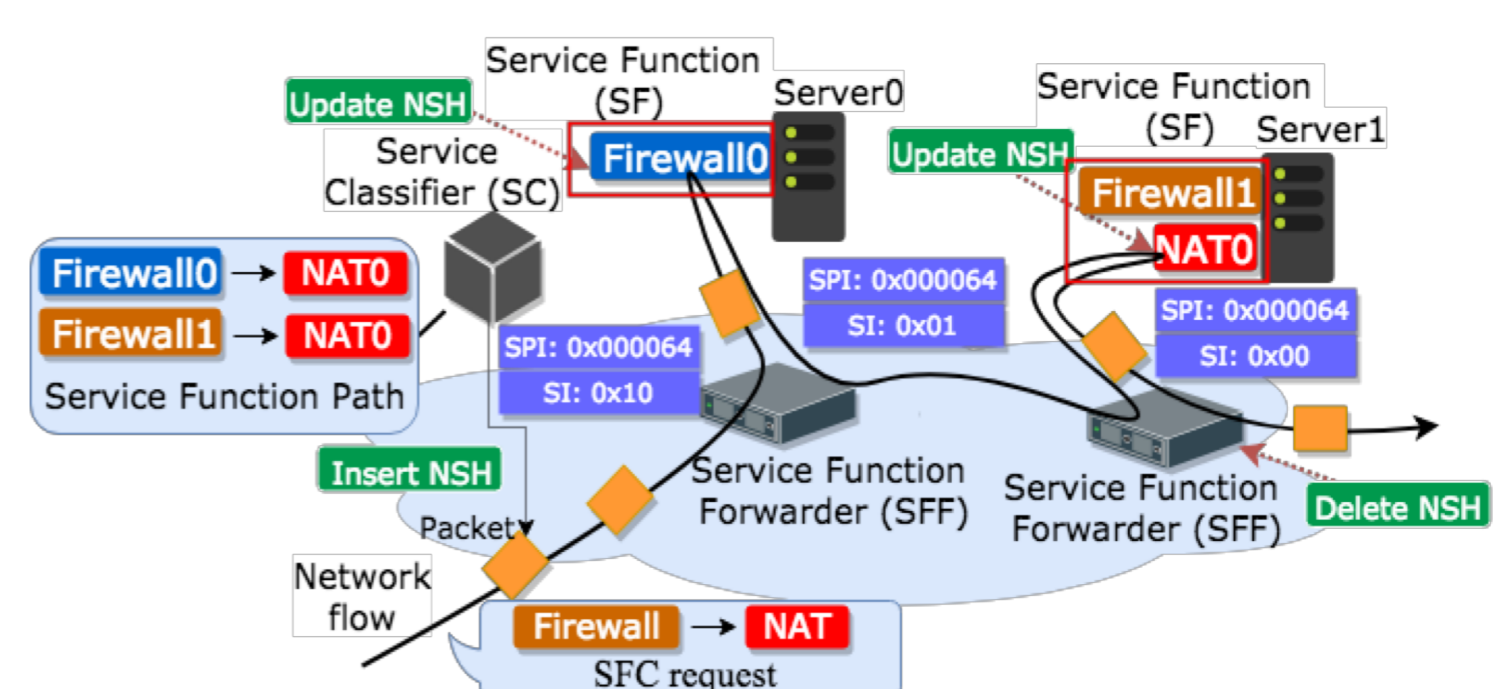 Service Function
(SF)
Server0
Update NSH
Firewall0
Service
Classifier (SC)
Service Function
(SF)
Server1
Update NSH
Firewall1
NAT0
Firewall0 → NAT0
Firewall1 → NAT0
Service Function Path
SPI: 0x000064
SI: 0x10
SPI: 0x000064
SI: 0x01
SPI: 0x000064
SI: 0x00
Insert NSH
Packet
Service Function
Forwarder (SFF)
Service Function
Forwarder (SFF)
Delete NSH
Network
flow
Firewall → NAT
SFC request